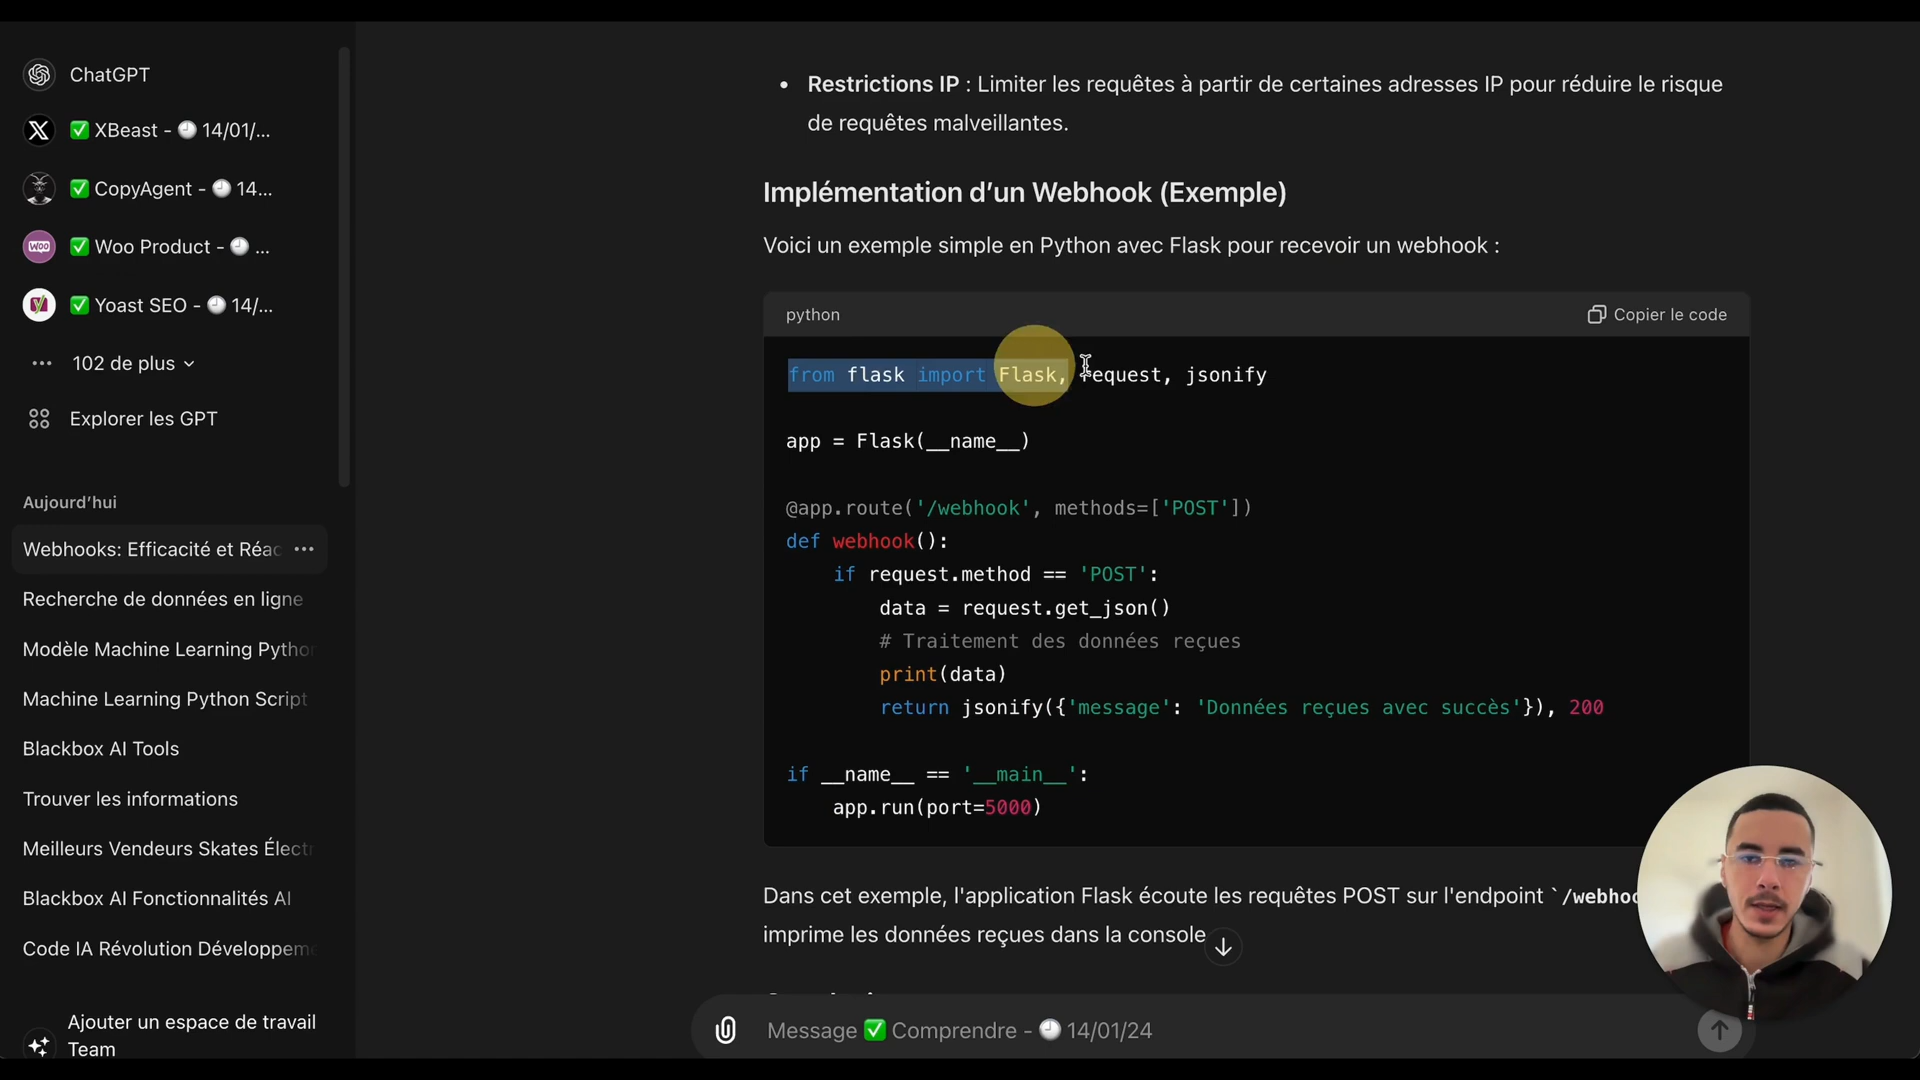 ChatGPT
✅ XBeast - 🕘 14/01/...
✅ CopyAgent - 🕘 14...
woo ✅ Woo Product - 🕘 ...
✅ Yoast SEO - 🕘 14/...
102 de plus
Explorer les GPT
Aujourd’hui
Webhooks: Efficacité et Réac
Recherche de données en ligne
Modèle Machine Learning Python
Machine Learning Python Script
Blackbox AI Tools
Trouver les informations
Meilleurs Vendeurs Skates Électr
Blackbox AI Fonctionnalités AI
Code IA Révolution Développeme
Ajouter un espace de travail
Team
• Restrictions IP : Limiter les requêtes à partir de certaines adresses IP pour réduire le risque
de requêtes malveillantes.
Implémentation d’un Webhook (Exemple)
Voici un exemple simple en Python avec Flask pour recevoir un webhook :
python
Copier le code
from flask import Flask, request, jsonify
app = Flask(__name__)
@app.route('/webhook', methods=['POST'])
def webhook():
    if request.method == 'POST':
        data = request.get_json()
        # Traitement des données reçues
        print(data)
        return jsonify({'message': 'Données reçues avec succès'}), 200
if __name__ == '__main__':
    app.run(port=5000)
Dans cet exemple, l'application Flask écoute les requêtes POST sur l'endpoint `/webhoo
imprime les données reçues dans la console
Message ✅ Comprendre - 🕘 14/01/24